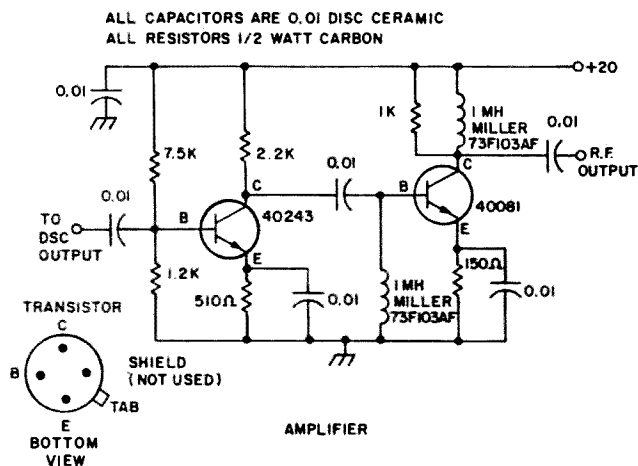 ALL CAPACITORS ARE 0.01 DISC CERAMIC
ALL RESISTORS 1/2 WATT CARBON
+20
0.01
1K
1 MH
MILLER
73F103AF
0.01
7.5K
2.2K
R.F.
OUTPUT
0.01
C
0.01
C
B
40243
B
40081
TO
DSC
OUTPUT
E
E
1.2K
510Ω
0.01
1 MH
MILLER
73F103AF
150Ω
0.01
TRANSISTOR
C
B
SHIELD
(NOT USED)
TAB
E
BOTTOM
VIEW
AMPLIFIER